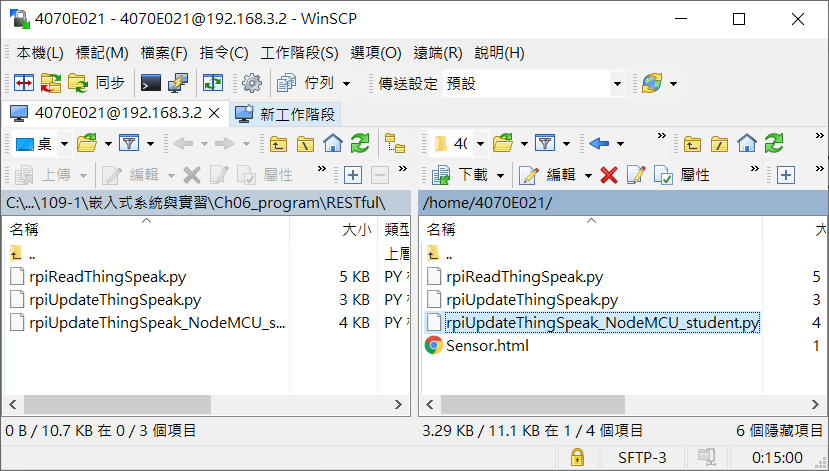 4070E021 - 4070E021@192.168.3.2 - WinSCP
本機(L) 標記(M) 檔案(F) 指令(C) 工作階段(S) 選項(O) 遠端(R) 說明(H)
同步 佇列 傳送設定 預設
4070E021@192.168.3.2 新工作階段
桌 40
上傳 編輯 屬性 » 下載 編輯 屬性 »
C:\...\109-1\嵌入式系統與實習\Ch06_program\RESTful\ /home/4070E021/
名稱 大小 類型 名稱 大
.. 上層 ..
rpiReadThingSpeak.py 5 KB PY rpiReadThingSpeak.py 5
rpiUpdateThingSpeak.py 3 KB PY rpiUpdateThingSpeak.py 3
rpiUpdateThingSpeak_NodeMCU_s... 4 KB PY rpiUpdateThingSpeak_NodeMCU_student.py 4
Sensor.html 1
0 B / 10.7 KB 在 0 / 3 個項目 3.29 KB / 11.1 KB 在 1 / 4 個項目 6 個隱藏項目
SFTP-3 0:15:00